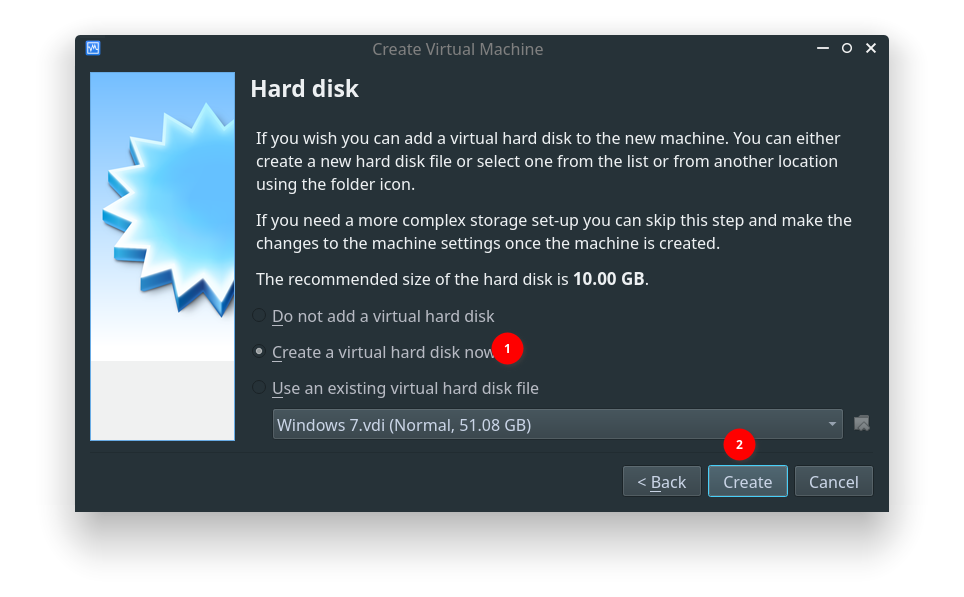 Create Virtual Machine
Hard disk
If you wish you can add a virtual hard disk to the new machine. You can either
create a new hard disk file or select one from the list or from another location
using the folder icon.
If you need a more complex storage set-up you can skip this step and make the
changes to the machine settings once the machine is created.
The recommended size of the hard disk is 10.00 GB.
Do not add a virtual hard disk
Create a virtual hard disk now 1
Use an existing virtual hard disk file
Windows 7.vdi (Normal, 51.08 GB)
2
< Back Create Cancel